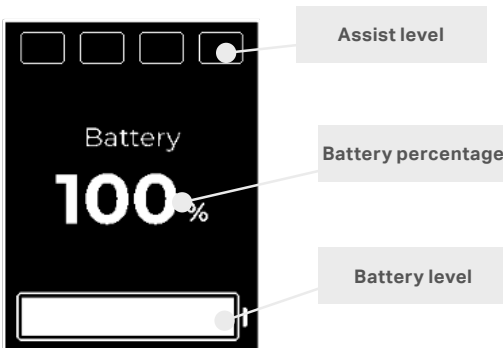 Assist level
Battery
100%
Battery percentage
Battery level